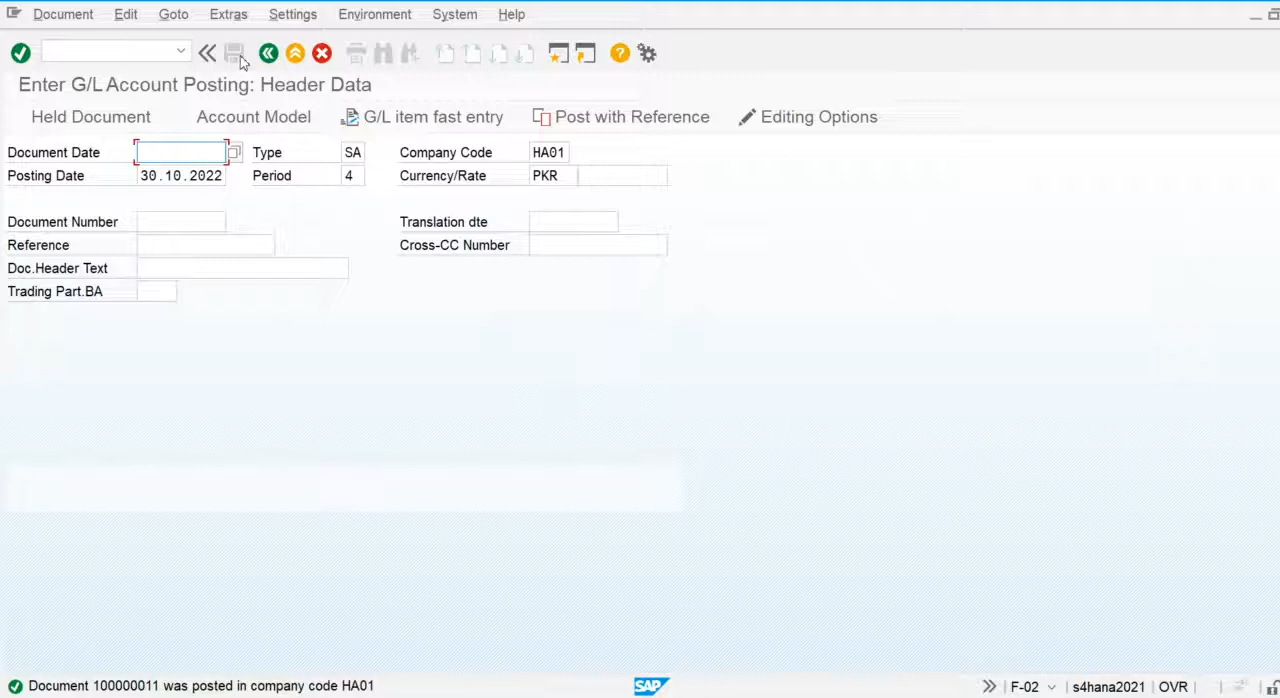 Document Edit Goto Extras Settings Environment System Help
Enter G/L Account Posting: Header Data
Held Document Account Model G/L item fast entry Post with Reference Editing Options
Document Date Type SA Company Code HA01
Posting Date 30.10.2022 Period 4 Currency/Rate PKR
Document Number Translation dte
Reference Cross-CC Number
Doc.Header Text
Trading Part.BA
Document 100000011 was posted in company code HA01 SAP F-02 s4hana2021 OVR